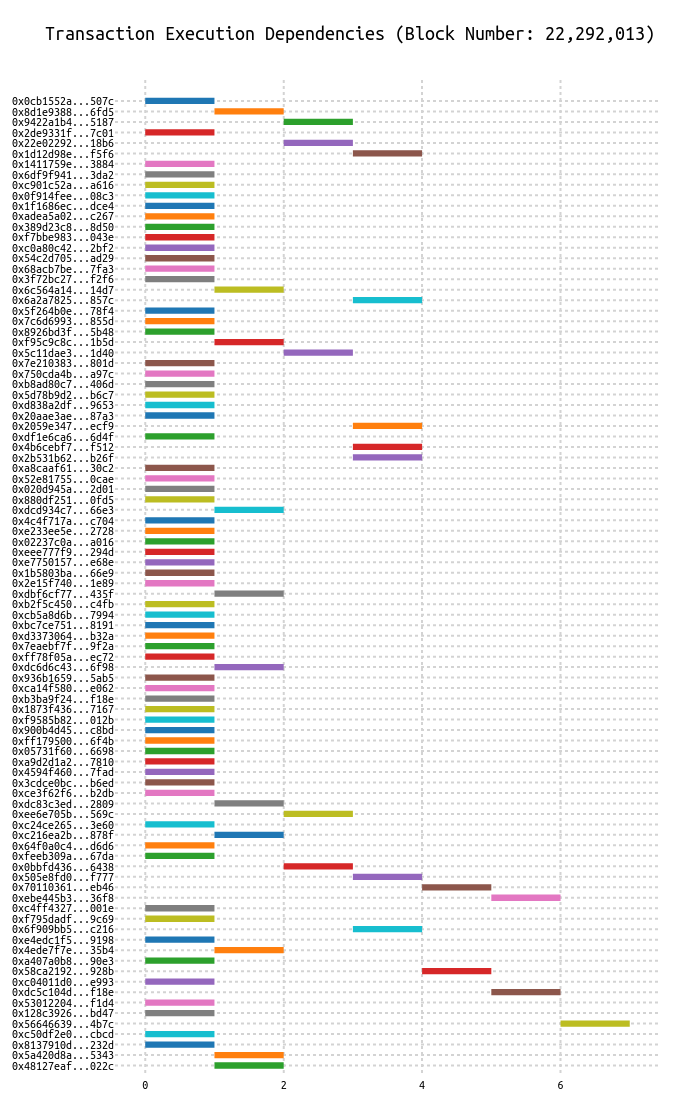 Transaction Execution Dependencies (Block Number: 22,292,013)
0x0cb1552a...507c
0x8d1e9388...6fd5
0x9422a1b4...5187
0x2de9331f...7c01
0x22e02292...18b6
0x1d12d98e...f5f6
0x1411759e...3884
0x6df9f941...3da2
0xc901c52a...a616
0x0f914fee...08c3
0x1f1686ec...dce4
0xadea5a02...c267
0x389d23c8...8d50
0xf7bbe983...043e
0xc0a80c42...2bf2
0x54c2d705...ad29
0x68acb7be...7fa3
0x3f72bc27...f2f6
0x6c564a14...14d7
0x6a2a7825...857c
0x5f264b0e...78f4
0x7c6d6993...855d
0x8926bd3f...5b48
0xf95c9c8c...1b5d
0x5c11dae3...1d40
0x7e210383...801d
0x750cda4b...a97c
0xb8ad80c7...406d
0x5d78b9d2...b6c7
0xd838a2df...9653
0x20aae3ae...87a3
0x2059e347...ecf9
0xdf1e6ca6...6d4f
0x4b6cebf7...f512
0x2b531b62...b26f
0xa8caaf61...30c2
0x52e81755...0cae
0x020d945a...2d01
0x880df251...0fd5
0xdcd934c7...66e3
0x4c4f717a...c704
0xe233ee5e...2728
0x02237c0a...a016
0xeee777f9...294d
0xe7750157...e68e
0x1b5803ba...66e9
0x2e15f740...1e89
0xdbf6cf77...435f
0xb2f5c450...c4fb
0xcb5a8d6b...7994
0xbc7ce751...8191
0xd3373064...b32a
0x7eaebf7f...9f2a
0xff78f05a...ec72
0xdc6d6c43...6f98
0x936b1659...5ab5
0xca14f580...e062
0xb3ba9f24...f18e
0x1873f436...7167
0xf9585b82...012b
0x900b4d45...c8bd
0xff179500...6f4b
0x05731f60...6698
0xa9d2d1a2...7810
0x4594f460...7fad
0x3cdce0bc...b6ed
0xce3f62f6...b2db
0xdc83c3ed...2809
0xee6e705b...569c
0xc24ce265...3e60
0xc216ea2b...878f
0x64f0a0c4...d6d6
0xfeeb309a...67da
0x0bbfd436...6438
0x505e8fd0...f777
0x70110361...eb46
0xebe445b3...36f8
0xc4ff4327...001e
0xf795dadf...9c69
0x6f909bb5...c216
0xe4edc1f5...9198
0x4ede7f7e...35b4
0xa407a0b8...90e3
0x58ca2192...928b
0xc04011d0...e993
0xdc5c104d...f18e
0x53012204...f1d4
0x128c3926...bd47
0x56646639...4b7c
0xc50df2e0...cbcd
0x8137910d...232d
0x5a420d8a...5343
0x48127eaf...022c
0 2 4 6